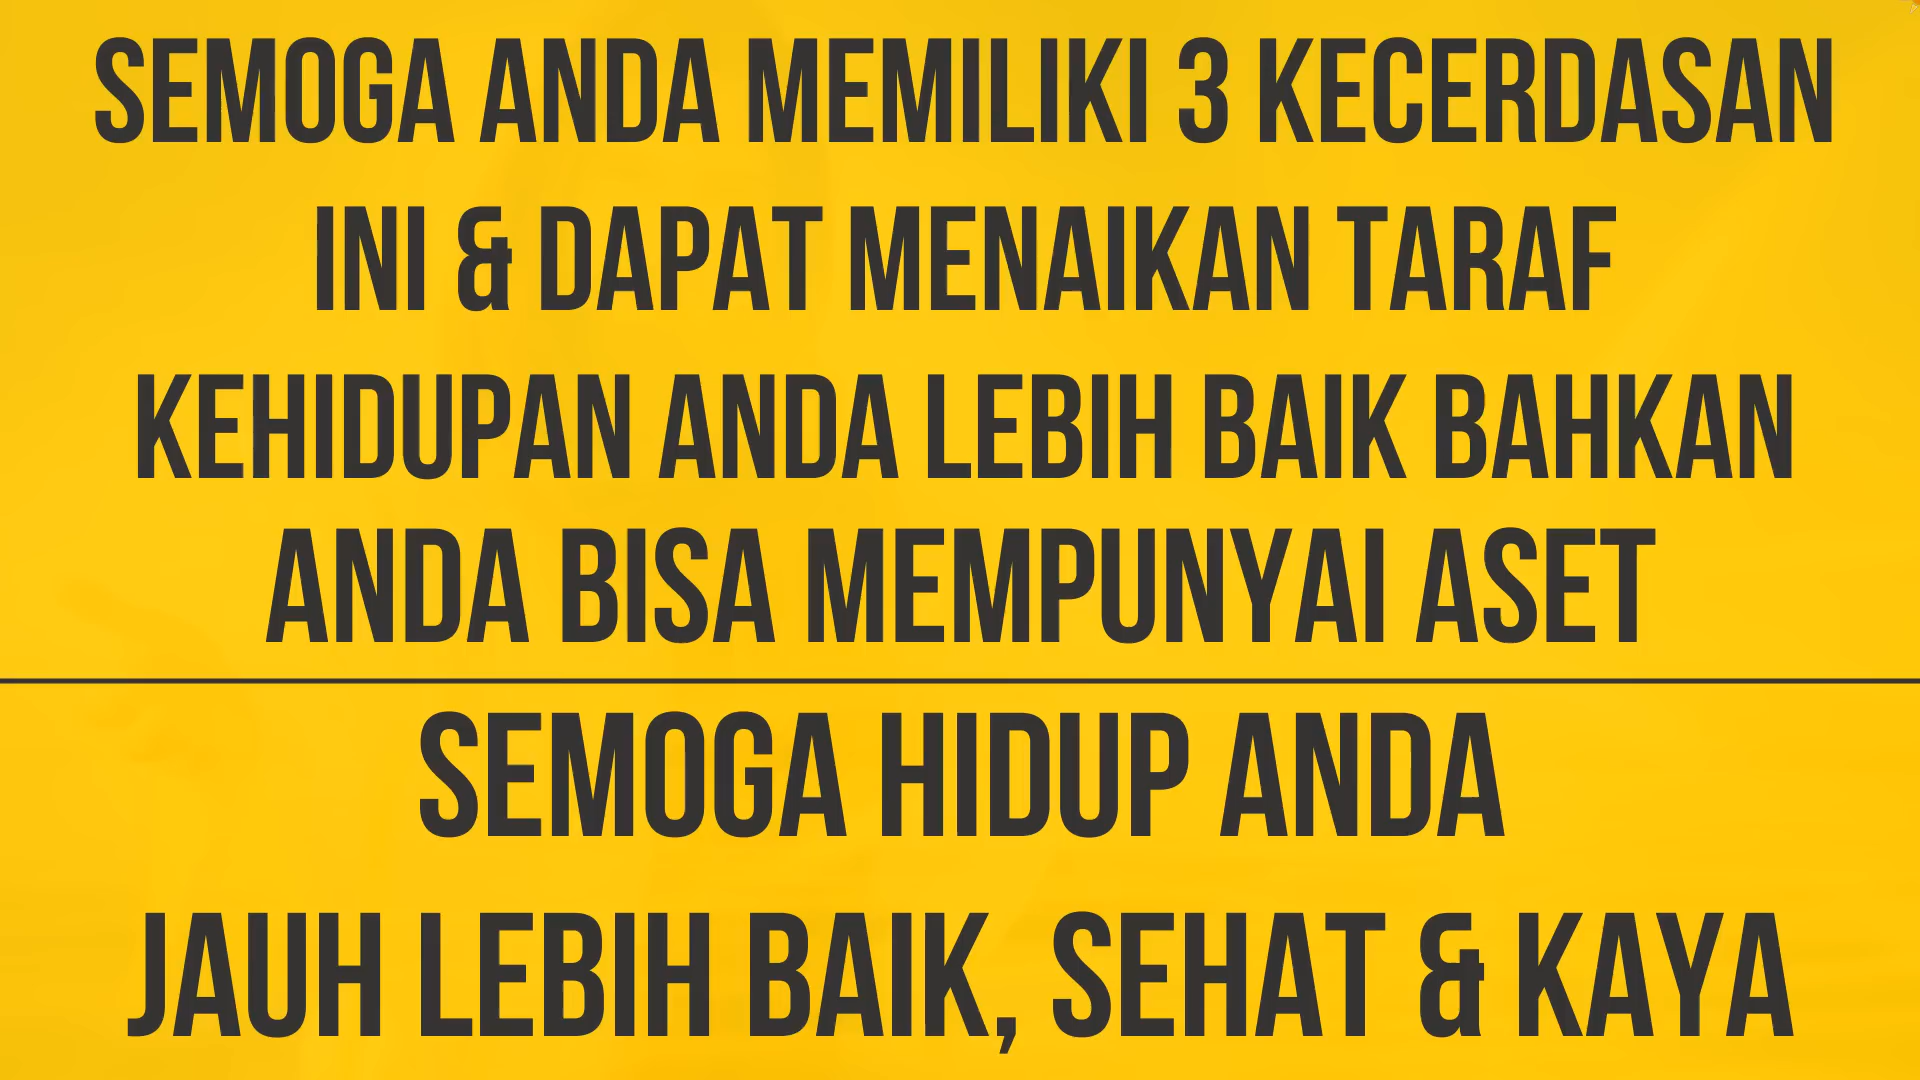 SEMOGA ANDA MEMILIKI 3 KECERDASAN
INI & DAPAT MENAIKAN TARAF
KEHIDUPAN ANDA LEBIH BAIK BAHKAN
ANDA BISA MEMPUNYAI ASET
SEMOGA HIDUP ANDA
JAUH LEBIH BAIK, SEHAT & KAYA